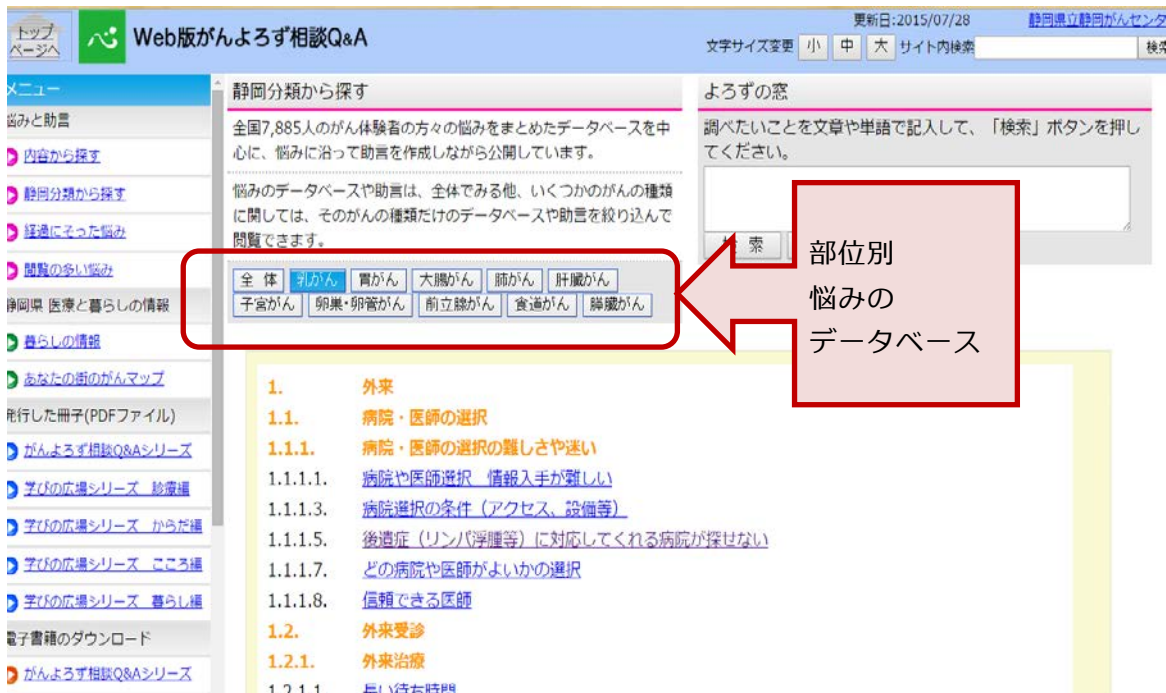 トップ
ページへ
Web版がんよろず相談Q&A
更新日:2015/07/28
静岡県立静岡がんセンタ
文字サイズ変更 小 中 大 サイト内検索
検索
メニュー
悩みと助言
内容から探す
静岡分類から探す
経過にそった悩み
閲覧の多い悩み
静岡県 医療と暮らしの情報
暮らしの情報
あなたの街のがんマップ
発行した冊子(PDFファイル)
がんよろず相談Q&Aシリーズ
学びの広場シリーズ 診療編
学びの広場シリーズ からだ編
学びの広場シリーズ こころ編
学びの広場シリーズ 暮らし編
電子書籍のダウンロード
がんよろず相談Q&Aシリーズ
静岡分類から探す
全国7,885人のがん体験者の方々の悩みをまとめたデータベースを中
心に、悩みに沿って助言を作成しながら公開しています。
悩みのデータベースや助言は、全体でみる他、いくつかのがんの種類
に関しては、そのがんの種類だけのデータベースや助言を絞り込んで
閲覧できます。
全 体 乳がん 胃がん 大腸がん 肺がん 肝臓がん
子宮がん 卵巣・卵管がん 前立腺がん 食道がん 膵臓がん
よろずの窓
調べたいことを文章や単語で記入して、「検索」ボタンを押し
てください。
検 索
部位別
悩みの
データベース
1. 外来
1.1. 病院・医師の選択
1.1.1. 病院・医師の選択の難しさや迷い
1.1.1.1. 病院や医師選択 情報入手が難しい
1.1.1.3. 病院選択の条件（アクセス、設備等）
1.1.1.5. 後遺症（リンパ浮腫等）に対応してくれる病院が探せない
1.1.1.7. どの病院や医師がよいかの選択
1.1.1.8. 信頼できる医師
1.2. 外来受診
1.2.1. 外来治療
1.2.1.1. 長い待ち時間